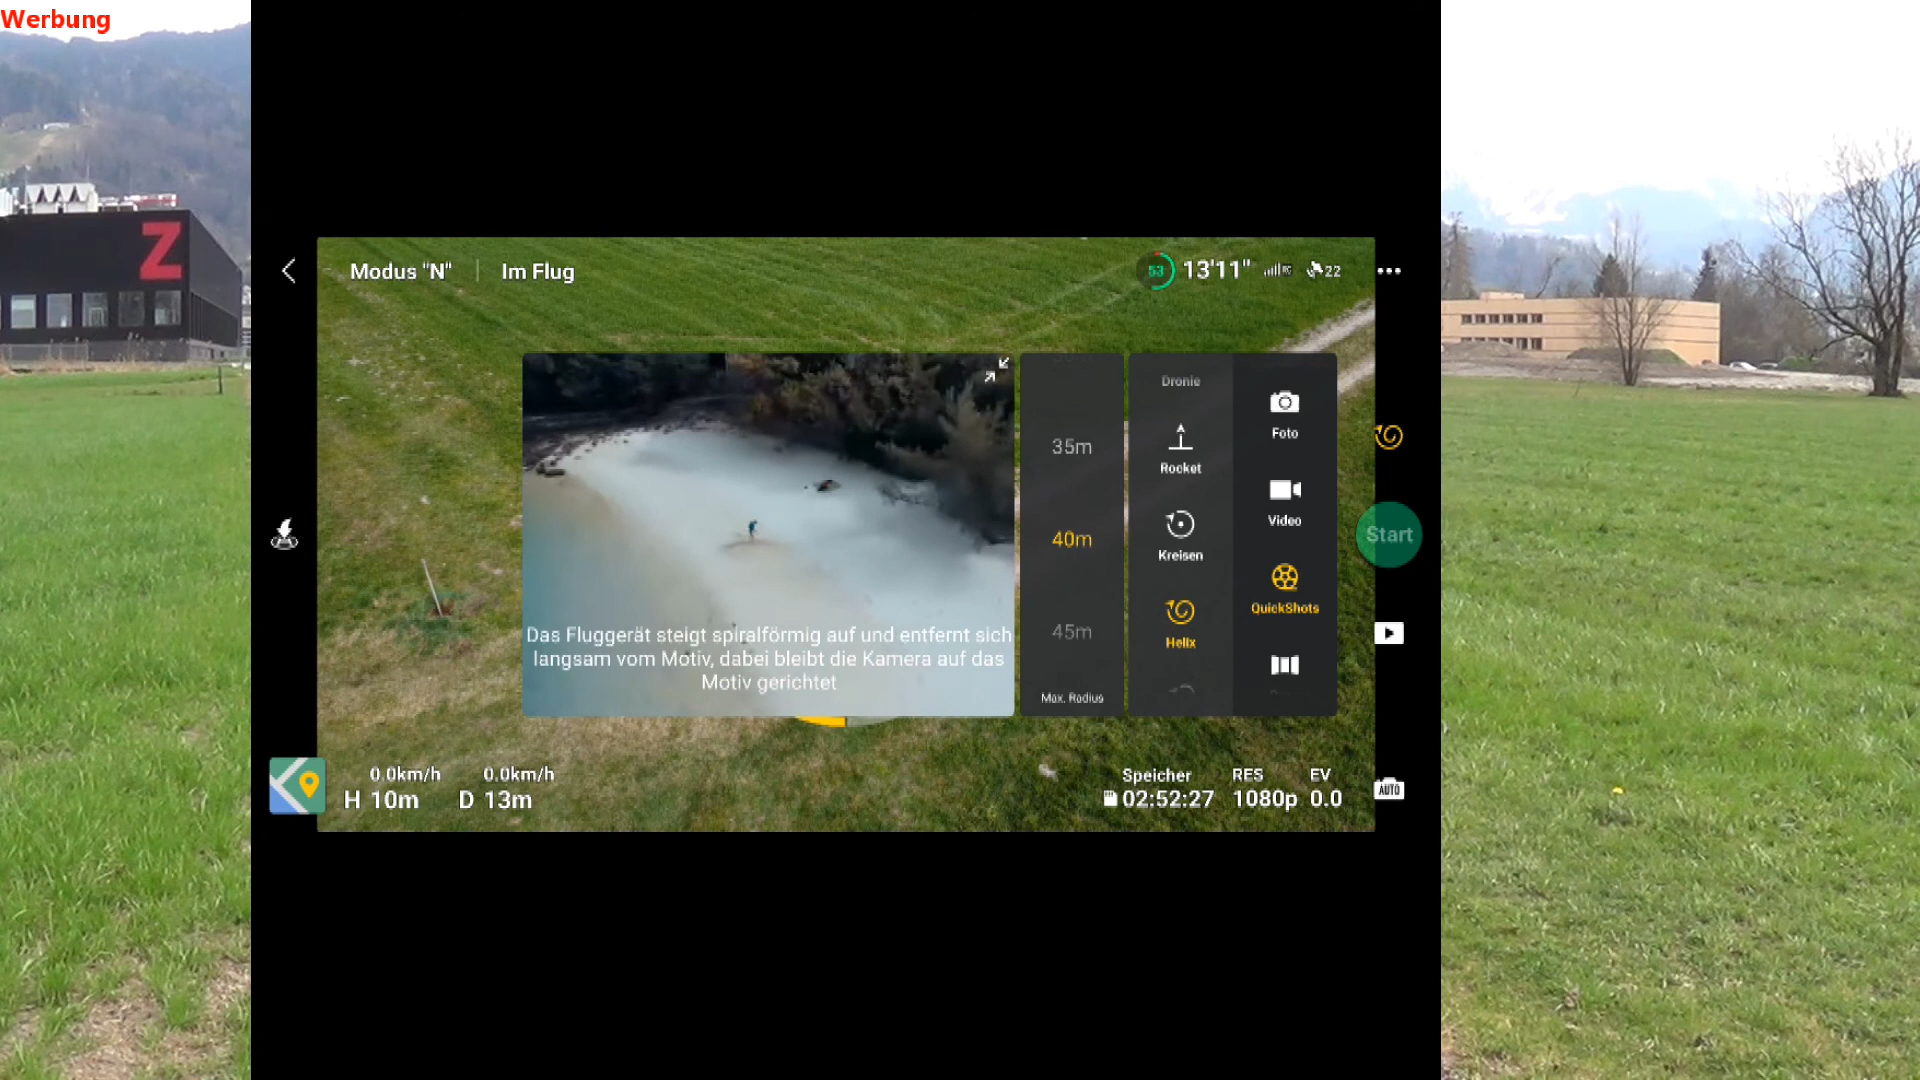 Werbung
Z
Modus "N" Im Flug
53 13'11" RC 22
Dronie
Foto
35m
Rocket
Video
40m
Start
Kreisen
QuickShots
45m
Helix
Das Fluggerät steigt spiralförmig auf und entfernt sich
langsam vom Motiv, dabei bleibt die Kamera auf das
Motiv gerichtet
Max. Radius
0.0km/h 0.0km/h
H 10m D 13m
Speicher RES EV
02:52:27 1080p 0.0
AUTO